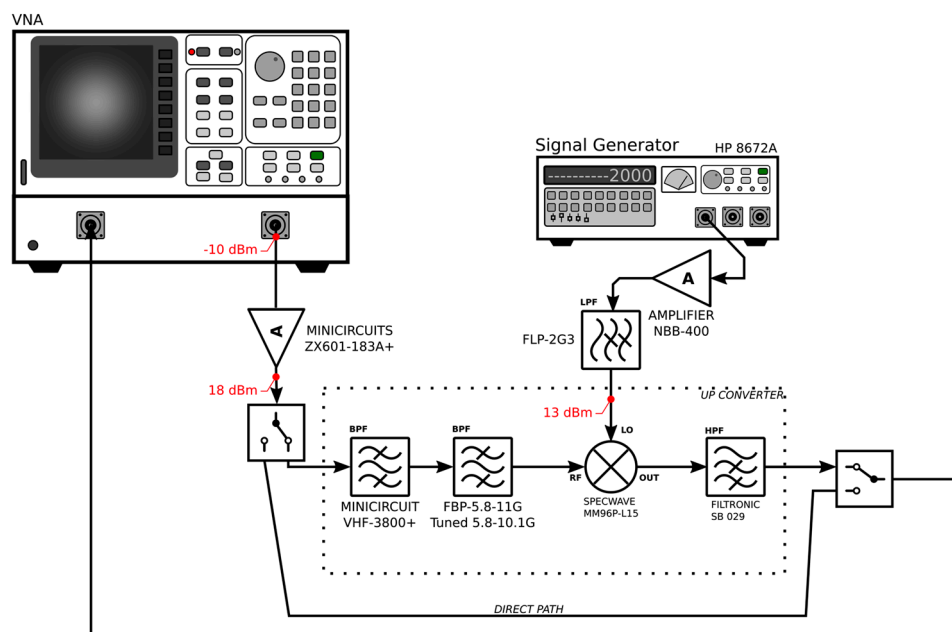 VNA
Signal Generator
HP 8672A
----------2000
-10 dBm
A
AMPLIFIER
NBB-400
LPF
FLP-2G3
A
MINICIRCUITS
ZX601-183A+
18 dBm
13 dBm
UP CONVERTER
BPF
MINICIRCUIT
VHF-3800+
BPF
FBP-5.8-11G
Tuned 5.8-10.1G
LO
RF
OUT
SPECWAVE
MM96P-L15
HPF
FILTRONIC
SB 029
DIRECT PATH